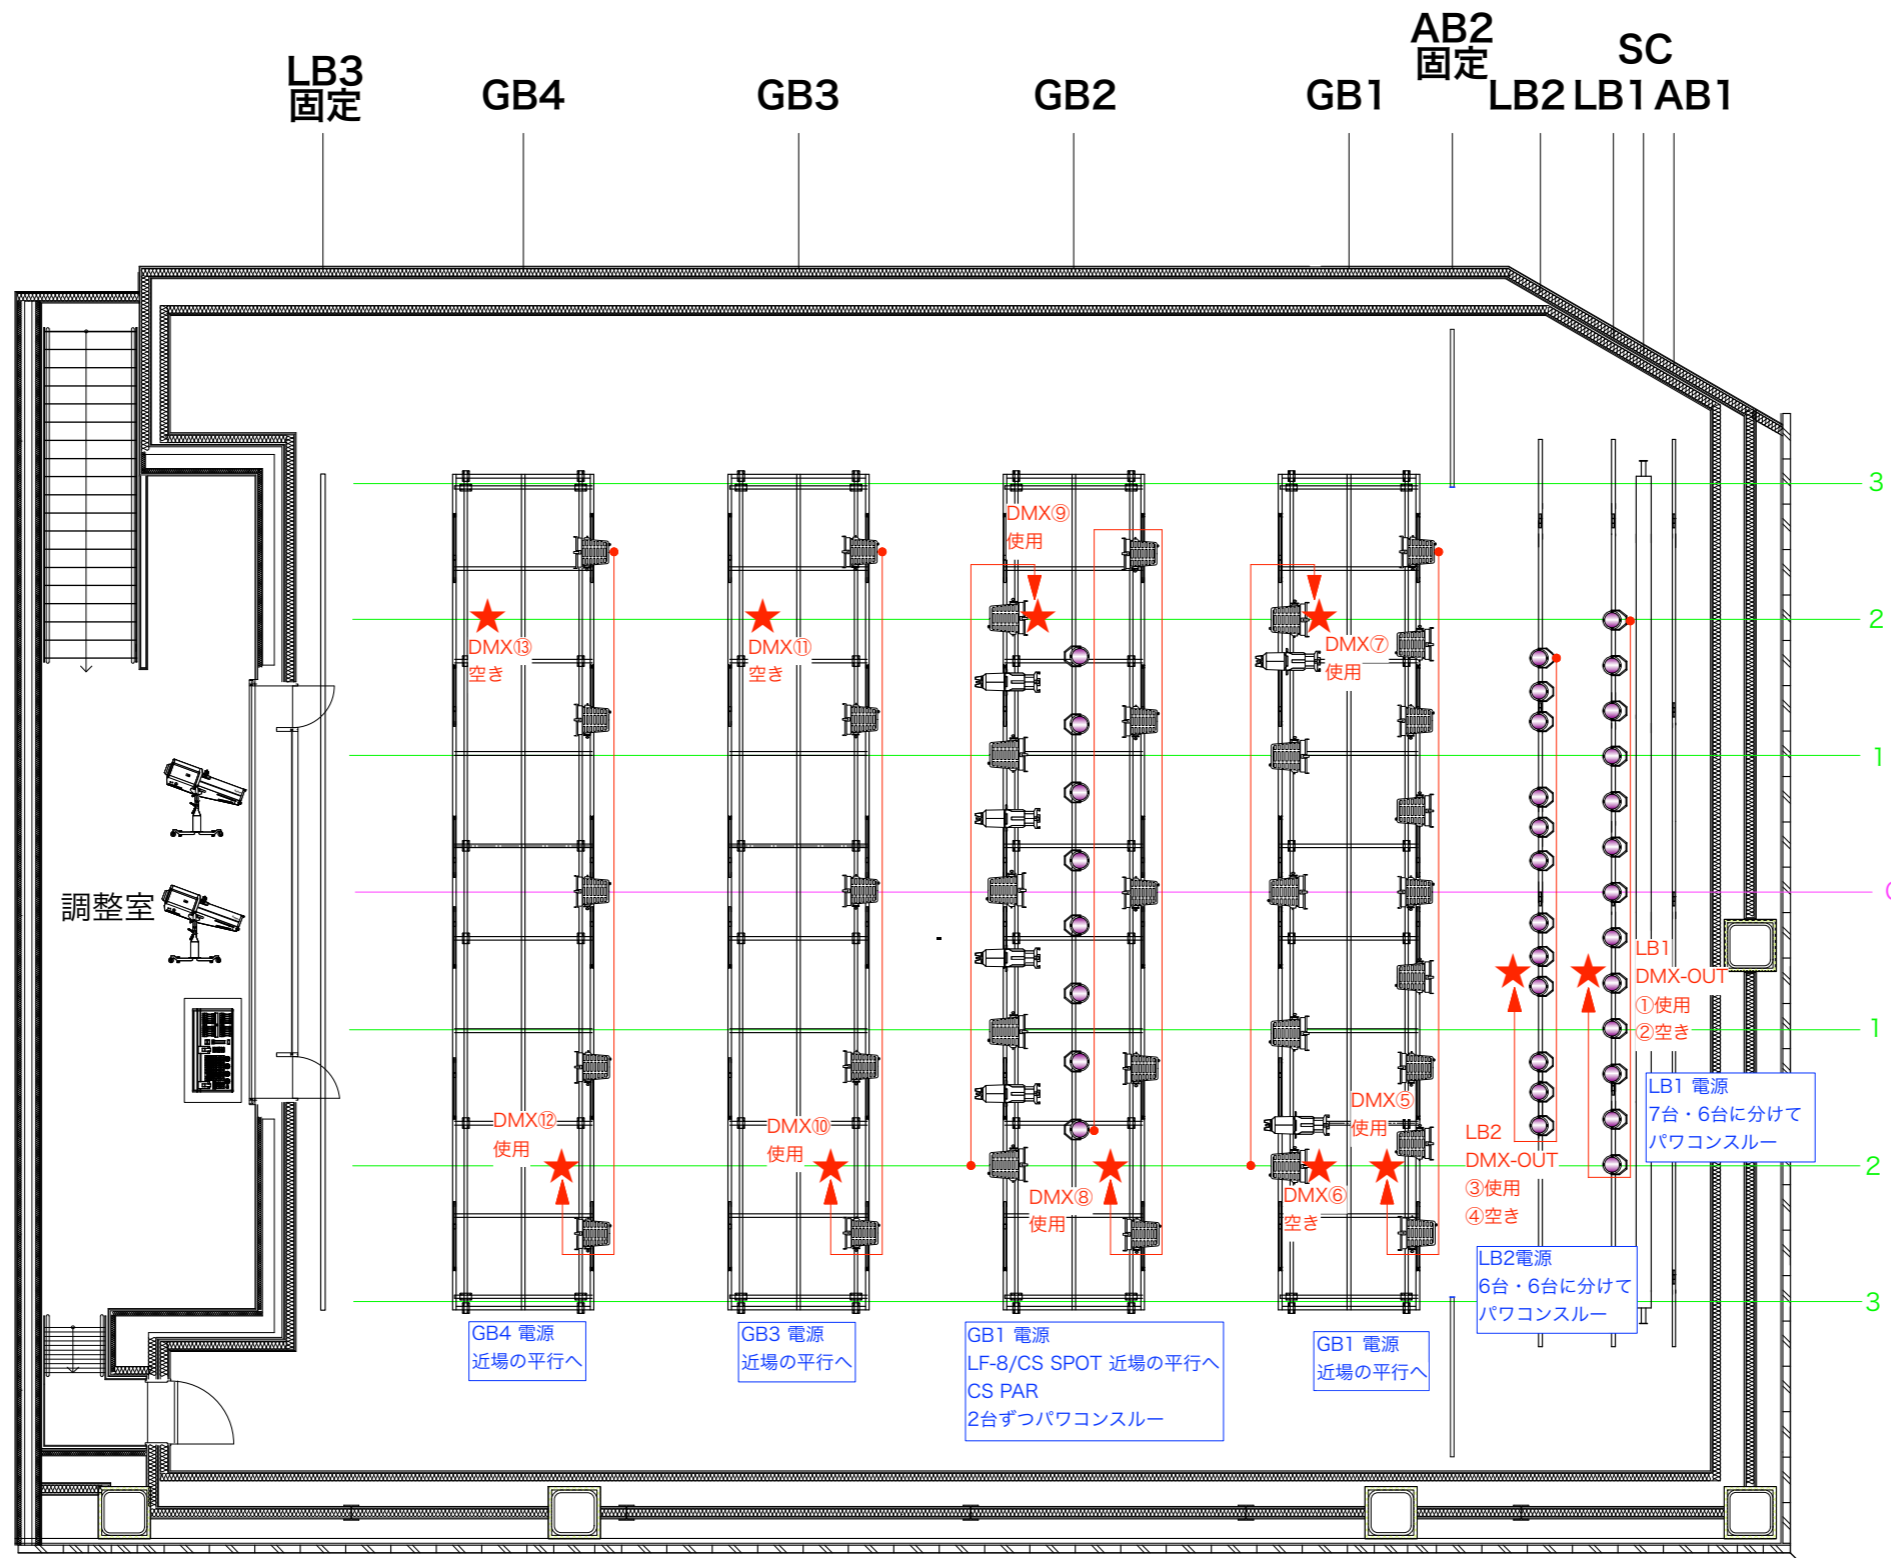 LB3
固定
GB4
GB3
GB2
GB1
AB2
固定
LB2
SC
LB1
AB1
3
2
1
1
2
3
DMX⑨
使用
DMX⑬
空き
DMX⑪
空き
DMX⑦
使用
調整室
LB1
DMX-OUT
①使用
②空き
DMX⑫
使用
DMX⑩
使用
DMX⑧
使用
DMX⑤
使用
DMX⑥
空き
LB2
DMX-OUT
③使用
④空き
LB1 電源
7台・6台に分けて
パワコンスルー
LB2電源
6台・6台に分けて
パワコンスルー
GB4 電源
近場の平行へ
GB3 電源
近場の平行へ
GB1 電源
LF-8/CS SPOT 近場の平行へ
CS PAR
2台ずつパワコンスルー
GB1 電源
近場の平行へ